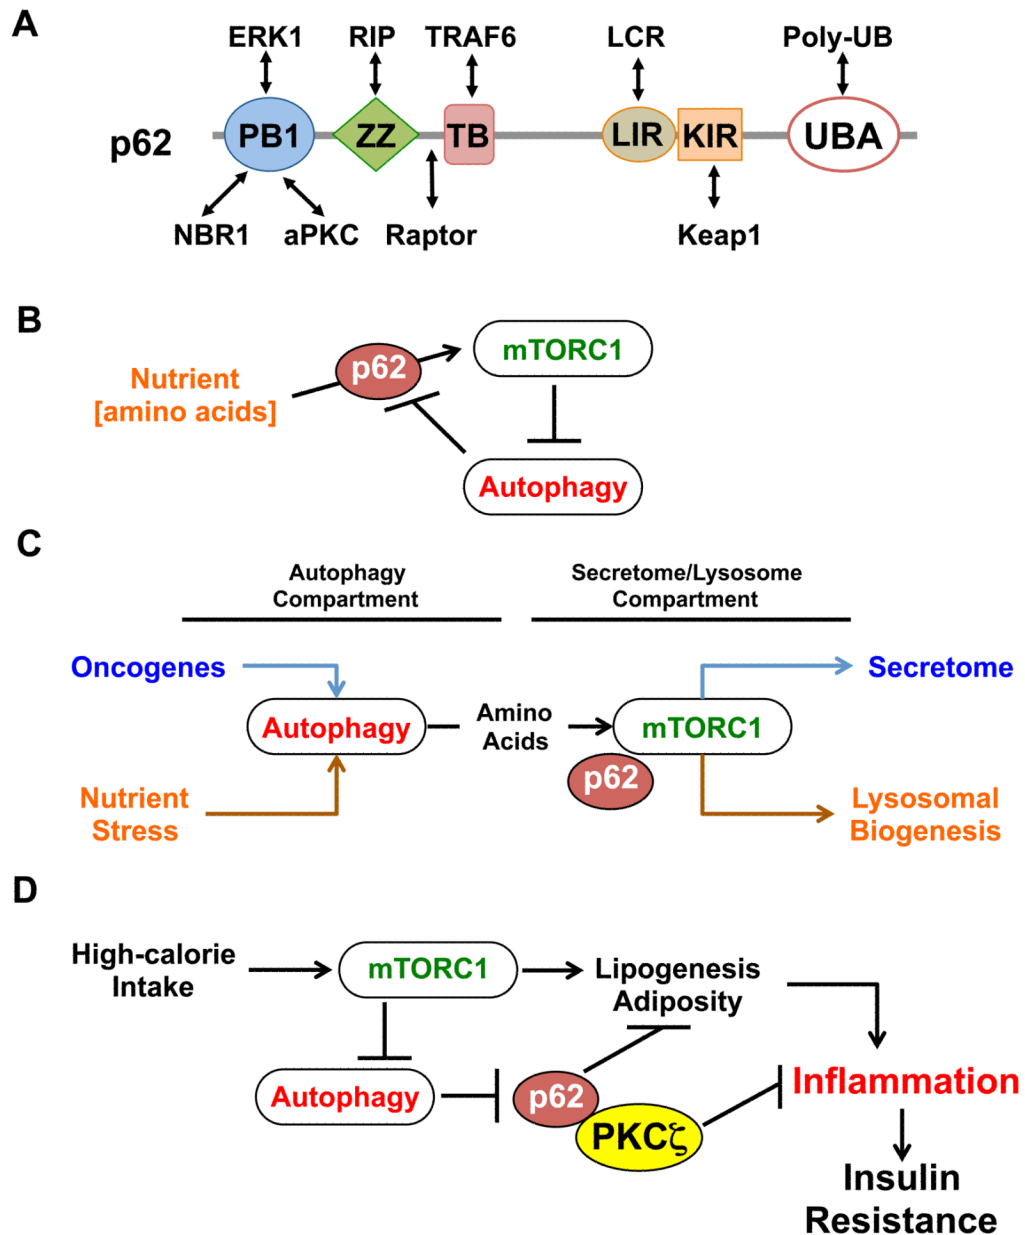 A
ERK1 RIP TRAF6 LCR Poly-UB
p62 PB1 ZZ TB LIR KIR UBA
NBR1 aPKC Raptor Keap1
B
Nutrient
[amino acids]
p62
mTORC1
Autophagy
C
Autophagy
Compartment
Secretome/Lysosome
Compartment
Oncogenes
Secretome
Autophagy
Amino
Acids
mTORC1
p62
Nutrient
Stress
Lysosomal
Biogenesis
D
High-calorie
Intake
mTORC1
Lipogenesis
Adiposity
Autophagy
p62
PKCζ
Inflammation
Insulin
Resistance